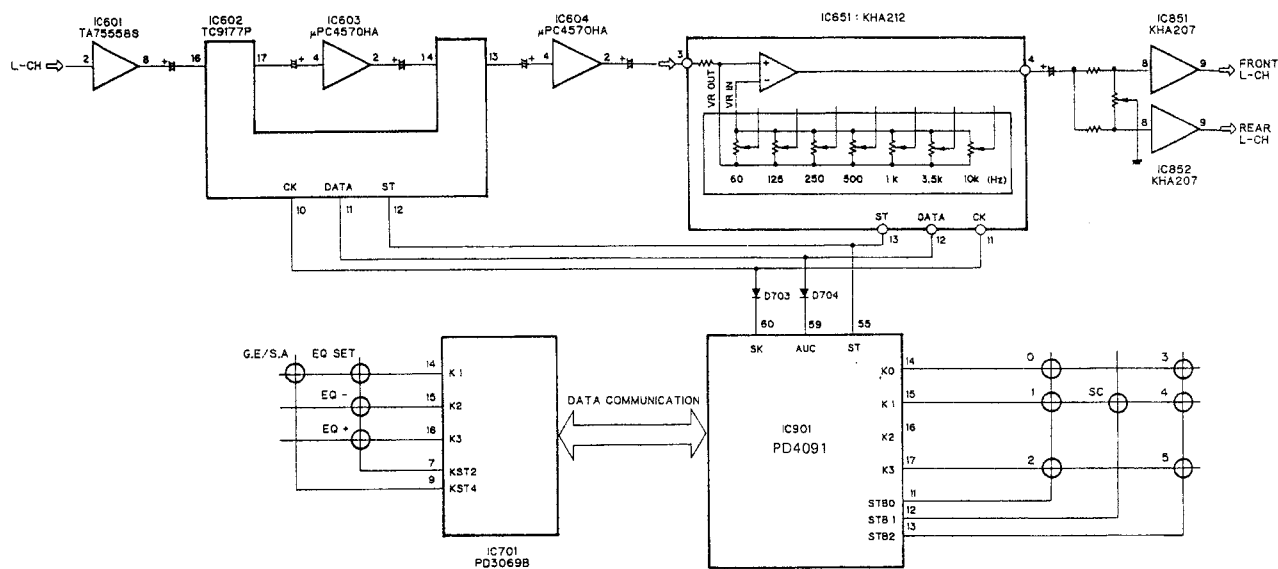 IC601
TA75558S
IC602
TC9177P
IC603
μPC4570HA
IC604
μPC4570HA
IC651 : KHA212
IC851
KHA207
L-CH
2
8
+
16
17
+
4
2
+
14
13
+
4
2
+
3
VR OUT
VR IN
+
-
4
+
8
9
FRONT
L-CH
8
9
REAR
L-CH
IC852
KHA207
60
125
250
500
1k
3.5k
10k
(Hz)
CK
DATA
ST
10
11
12
ST
DATA
CK
13
12
11
D703
D704
60
59
55
SK
AUC
ST
G.E/S.A
EQ SET
14
K1
EQ -
15
K2
EQ +
16
K3
7
KST2
9
KST4
IC701
PD3069B
DATA COMMUNICATION
IC901
PD4091
14
K0
0
3
15
K1
1
SC
4
16
K2
17
K3
2
5
11
STB0
12
STB1
13
STB2